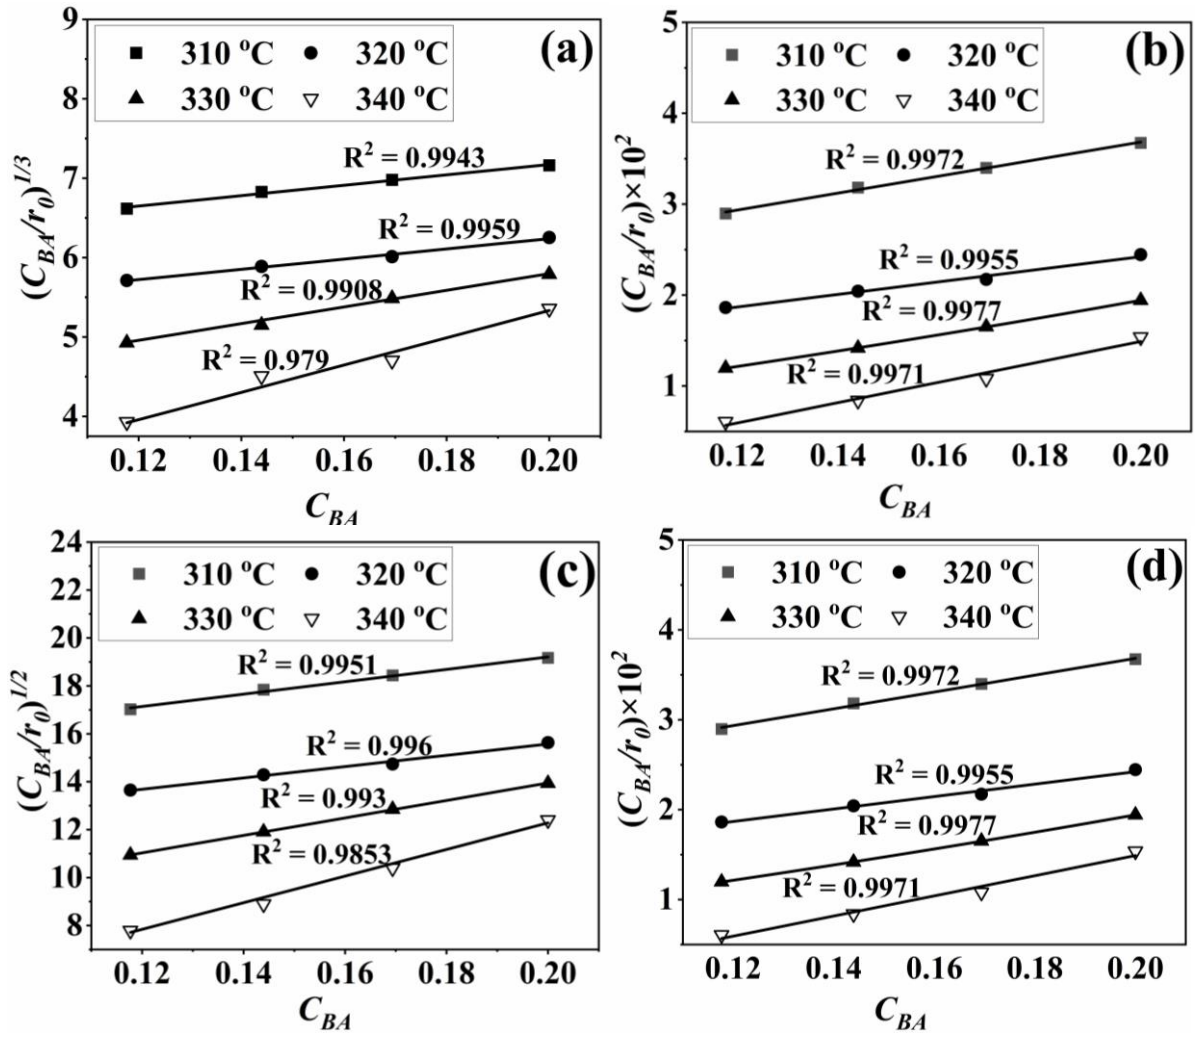 (a)
310 °C 320 °C
330 °C 340 °C
9
8
7
6
5
4
(C_BA/r_0)^1/3
R² = 0.9943
R² = 0.9959
R² = 0.9908
R² = 0.979
0.12 0.14 0.16 0.18 0.20
C_BA
(b)
310 °C 320 °C
330 °C 340 °C
5
4
3
2
1
(C_BA/r_0)×10²
R² = 0.9972
R² = 0.9955
R² = 0.9977
R² = 0.9971
0.12 0.14 0.16 0.18 0.20
C_BA
(c)
310 °C 320 °C
330 °C 340 °C
24
22
20
18
16
14
12
10
8
(C_BA/r_0)^1/2
R² = 0.9951
R² = 0.996
R² = 0.993
R² = 0.9853
0.12 0.14 0.16 0.18 0.20
C_BA
(d)
310 °C 320 °C
330 °C 340 °C
5
4
3
2
1
(C_BA/r_0)×10²
R² = 0.9972
R² = 0.9955
R² = 0.9977
R² = 0.9971
0.12 0.14 0.16 0.18 0.20
C_BA